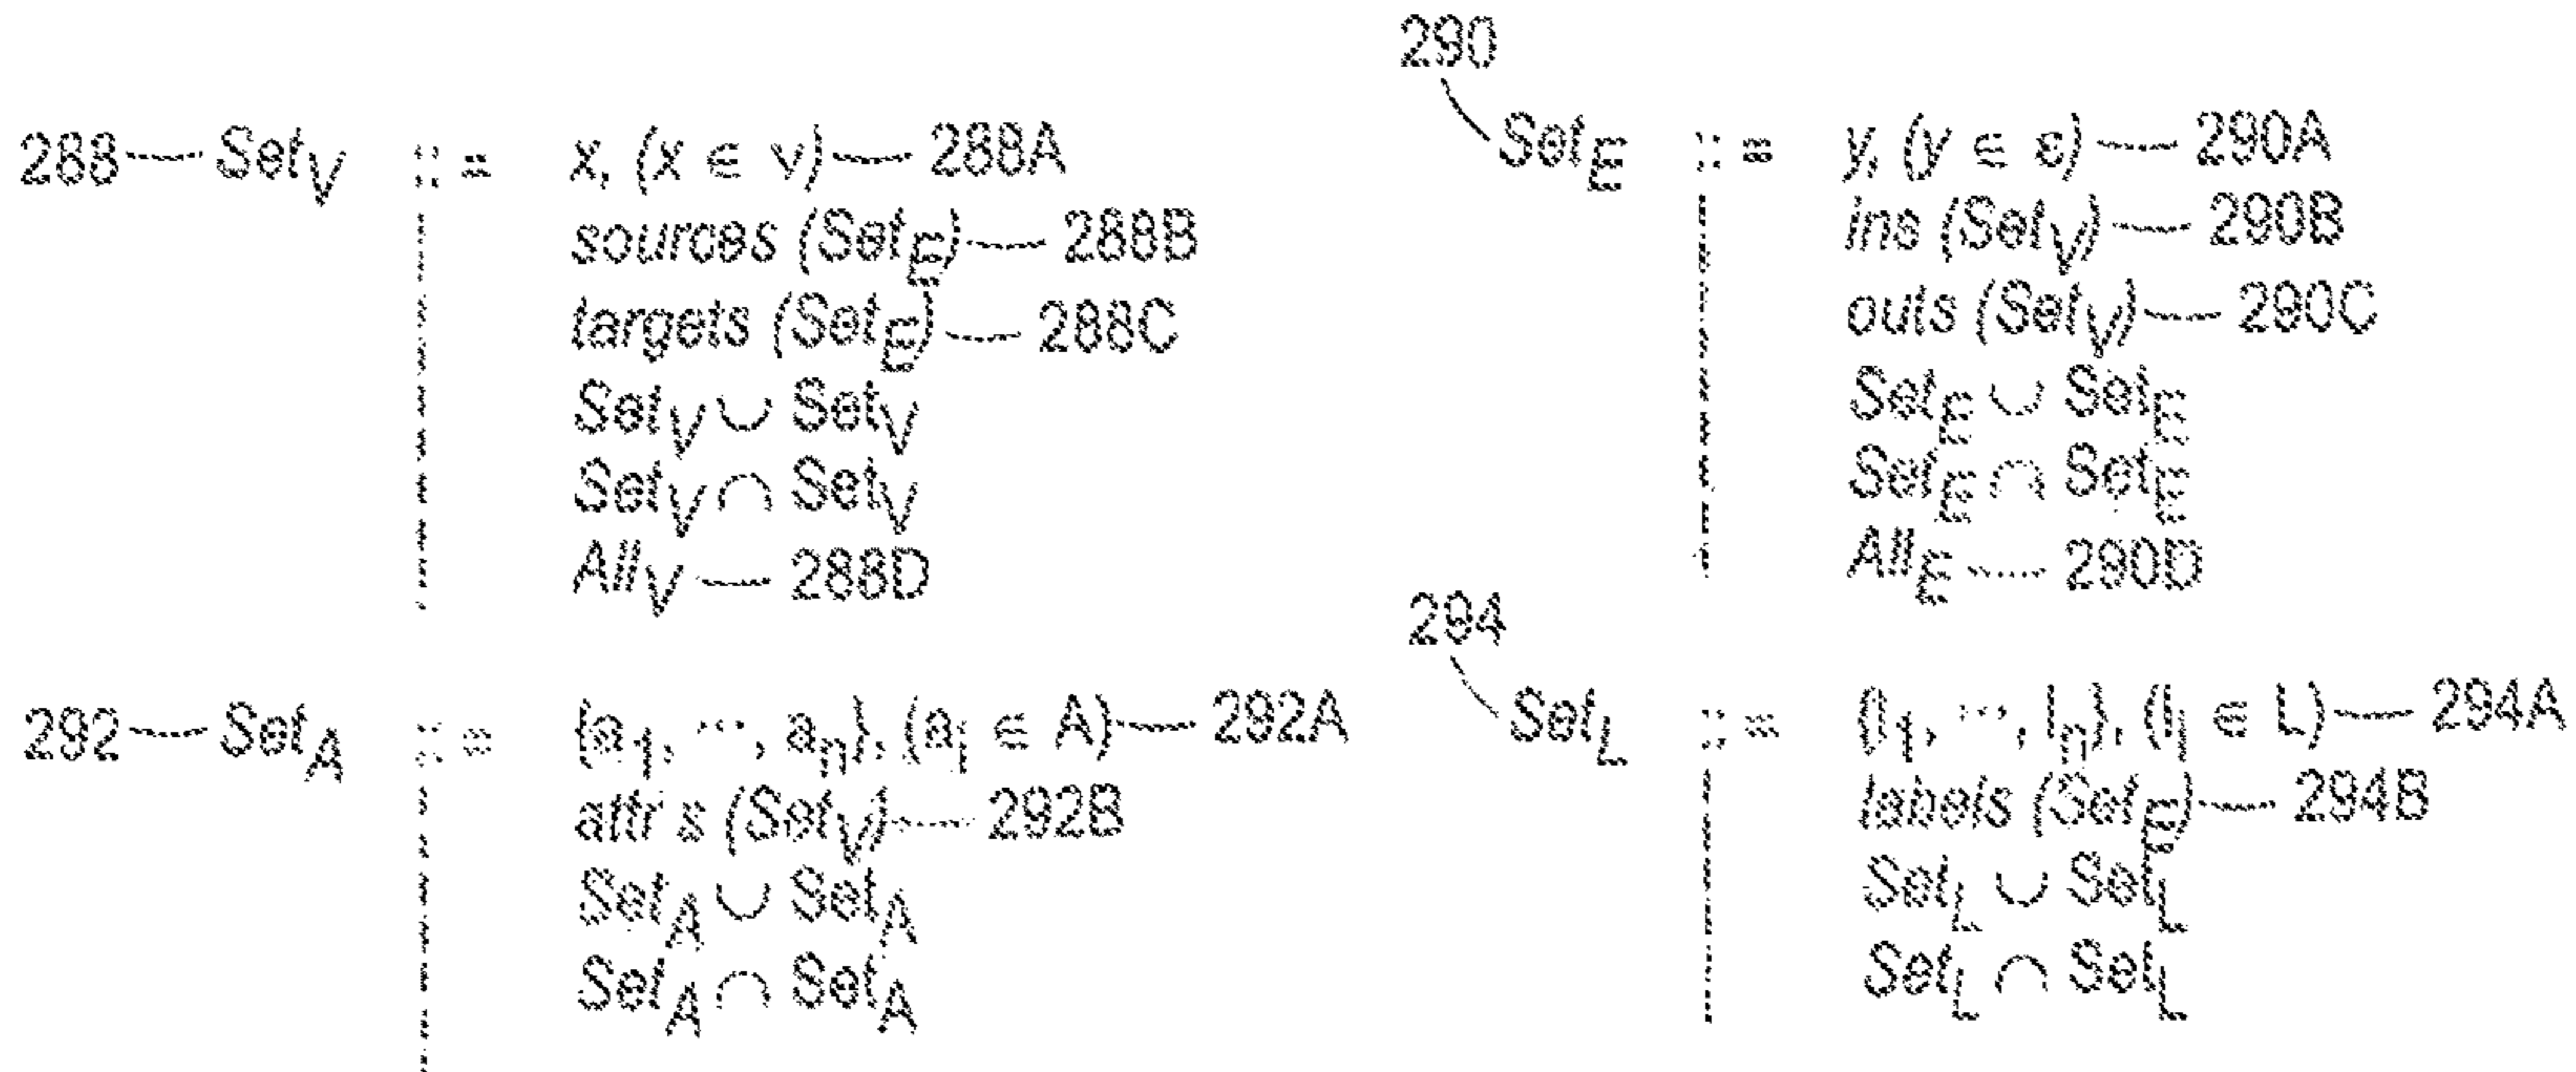 290
288 Set_V ::= x, (x ∈ ν) 288A
sources (Set_E) 288B
targets (Set_E) 288C
Set_V ∪ Set_V
Set_V ∩ Set_V
All_V 288D
Set_E ::= y, (y ∈ ε) 290A
ins (Set_V) 290B
outs (Set_V) 290C
Set_E ∪ Set_E
Set_E ∩ Set_E
All_E 290D
292 Set_A ::= {a_1, ···, a_n}, (a_i ∈ A) 292A
attr s (Set_V) 292B
Set_A ∪ Set_A
Set_A ∩ Set_A
294
Set_L ::= {l_1, ···, l_n}, (l_i ∈ L) 294A
labels (Set_E) 294B
Set_L ∪ Set_L
Set_L ∩ Set_L